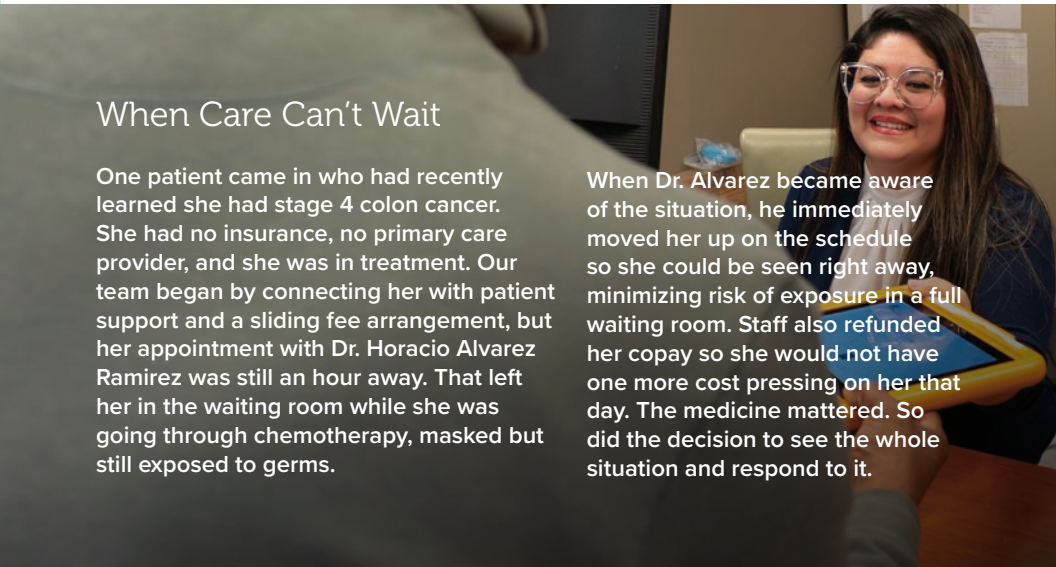 When Care Can't Wait
One patient came in who had recently
learned she had stage 4 colon cancer.
She had no insurance, no primary care
provider, and she was in treatment. Our
team began by connecting her with patient
support and a sliding fee arrangement, but
her appointment with Dr. Horacio Alvarez
Ramirez was still an hour away. That left
her in the waiting room while she was
going through chemotherapy, masked but
still exposed to germs.
When Dr. Alvarez became aware
of the situation, he immediately
moved her up on the schedule
so she could be seen right away,
minimizing risk of exposure in a full
waiting room. Staff also refunded
her copay so she would not have
one more cost pressing on her that
day. The medicine mattered. So
did the decision to see the whole
situation and respond to it.